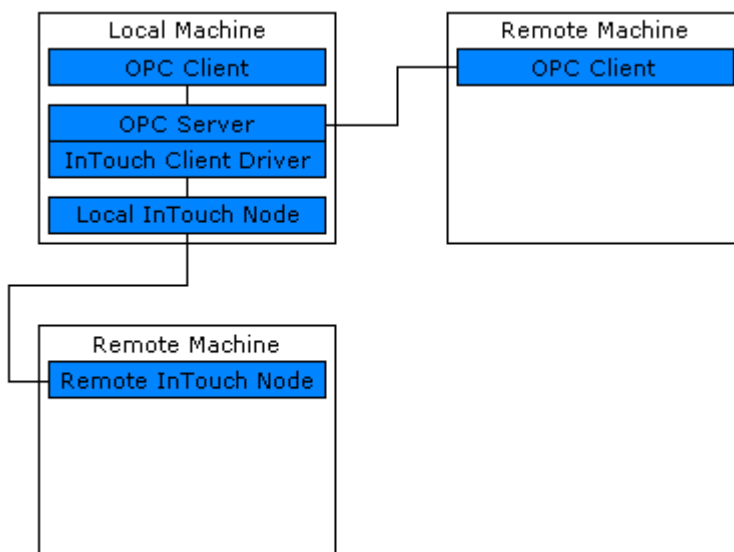 Local Machine
OPC Client
OPC Server
InTouch Client Driver
Local InTouch Node
Remote Machine
OPC Client
Remote Machine
Remote InTouch Node